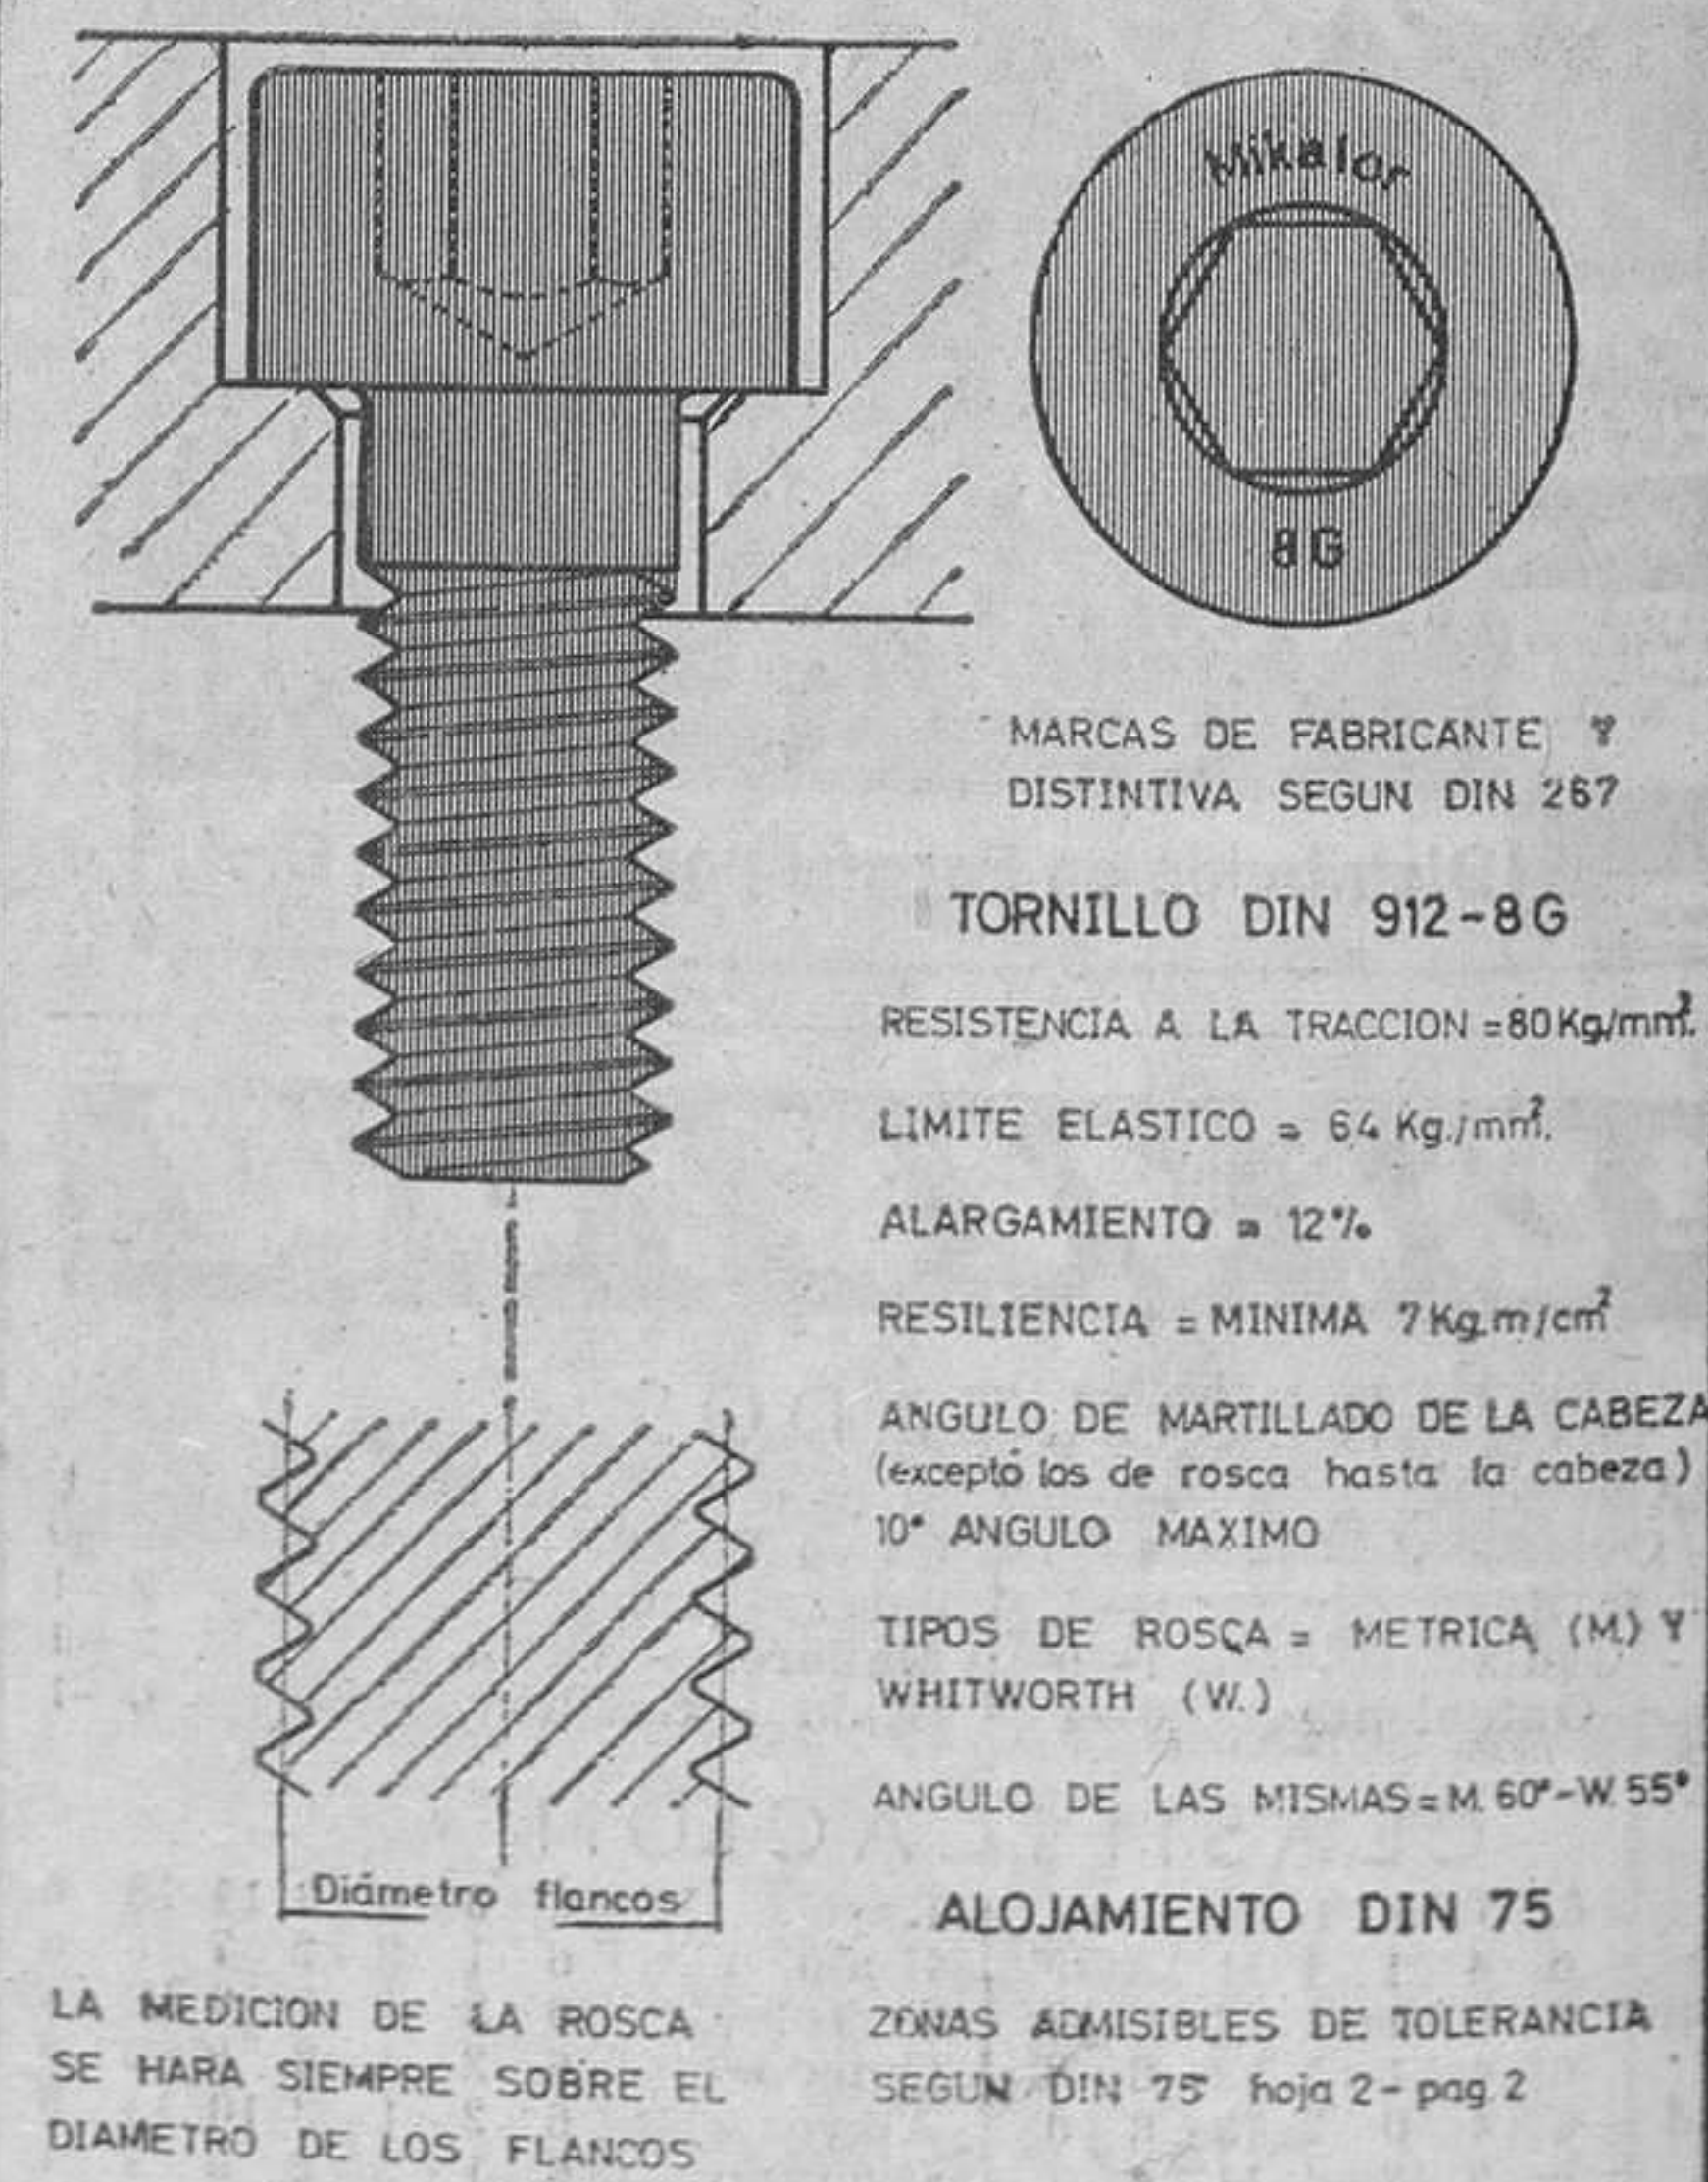 Mikalor
8G
MARCAS DE FABRICANTE Y
DISTINTIVA SEGUN DIN 267
TORNILLO DIN 912-8G
RESISTENCIA A LA TRACCION = 80 Kg/mm².
LIMITE ELASTICO = 64 Kg./mm².
ALARGAMIENTO = 12%
RESILIENCIA = MINIMA 7 Kg.m/cm²
ANGULO DE MARTILLADO DE LA CABEZA
(excepto los de rosca hasta la cabeza)
10° ANGULO MAXIMO
TIPOS DE ROSCA = METRICA (M.) Y
WHITWORTH (W.)
ANGULO DE LAS MISMAS = M. 60° - W. 55°
Diámetro flancos
ALOJAMIENTO DIN 75
LA MEDICION DE LA ROSCA
SE HARA SIEMPRE SOBRE EL
DIAMETRO DE LOS FLANCOS
ZONAS ADMISIBLES DE TOLERANCIA
SEGUN DIN 75 hoja 2 - pag 2